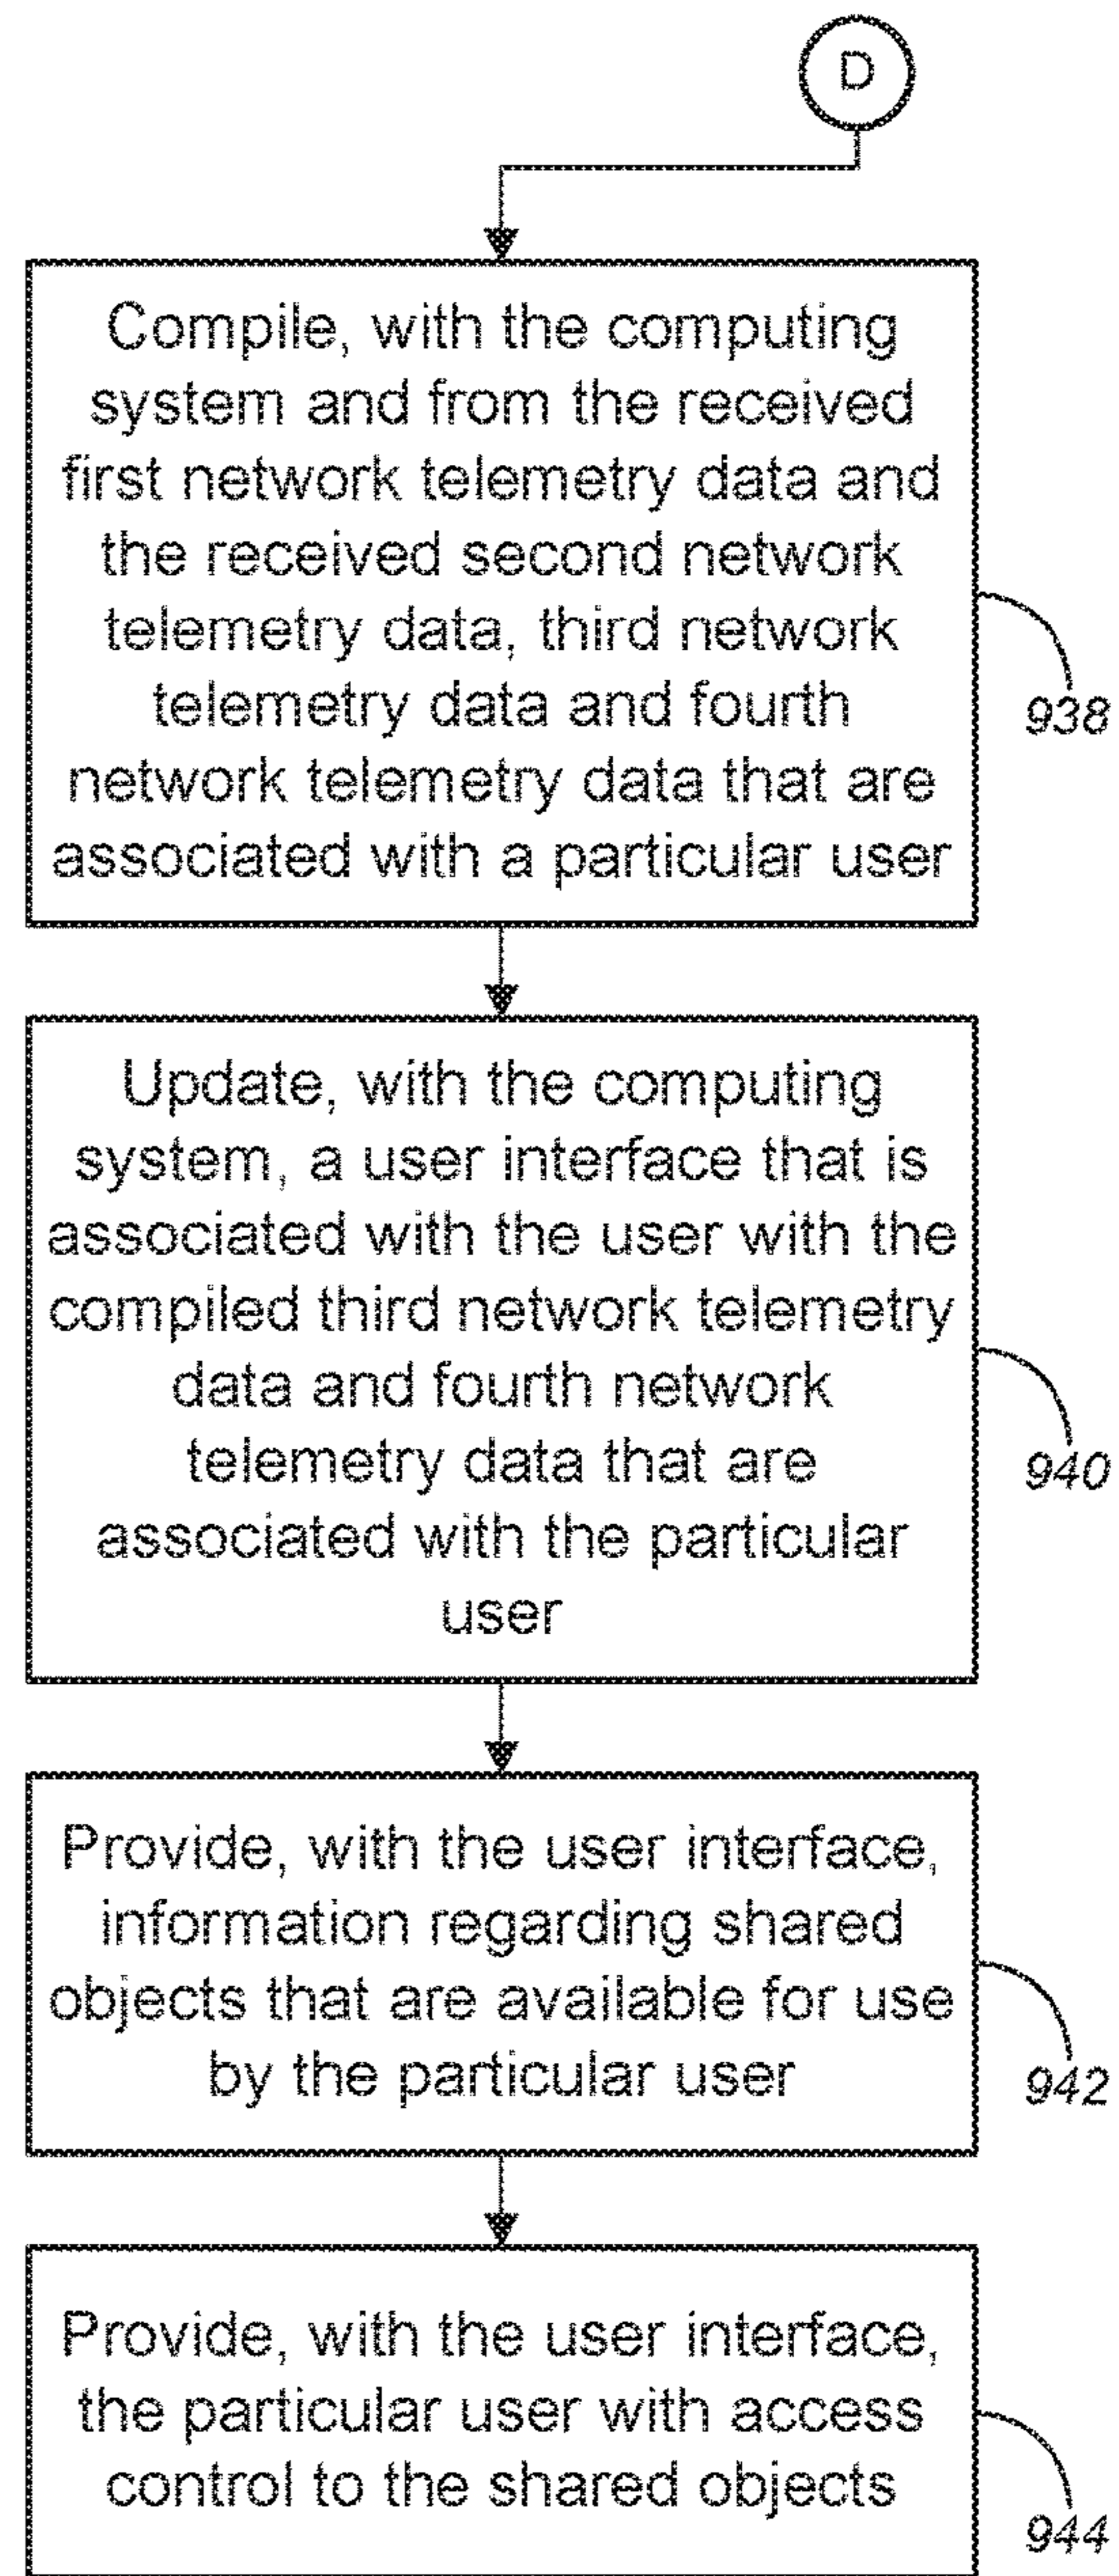 D
Compile, with the computing
system and from the received
first network telemetry data and
the received second network
telemetry data, third network
telemetry data and fourth
network telemetry data that are
associated with a particular user
938
Update, with the computing
system, a user interface that is
associated with the user with the
compiled third network telemetry
data and fourth network
telemetry data that are
associated with the particular
user
940
Provide, with the user interface,
information regarding shared
objects that are available for use
by the particular user
942
Provide, with the user interface,
the particular user with access
control to the shared objects
944